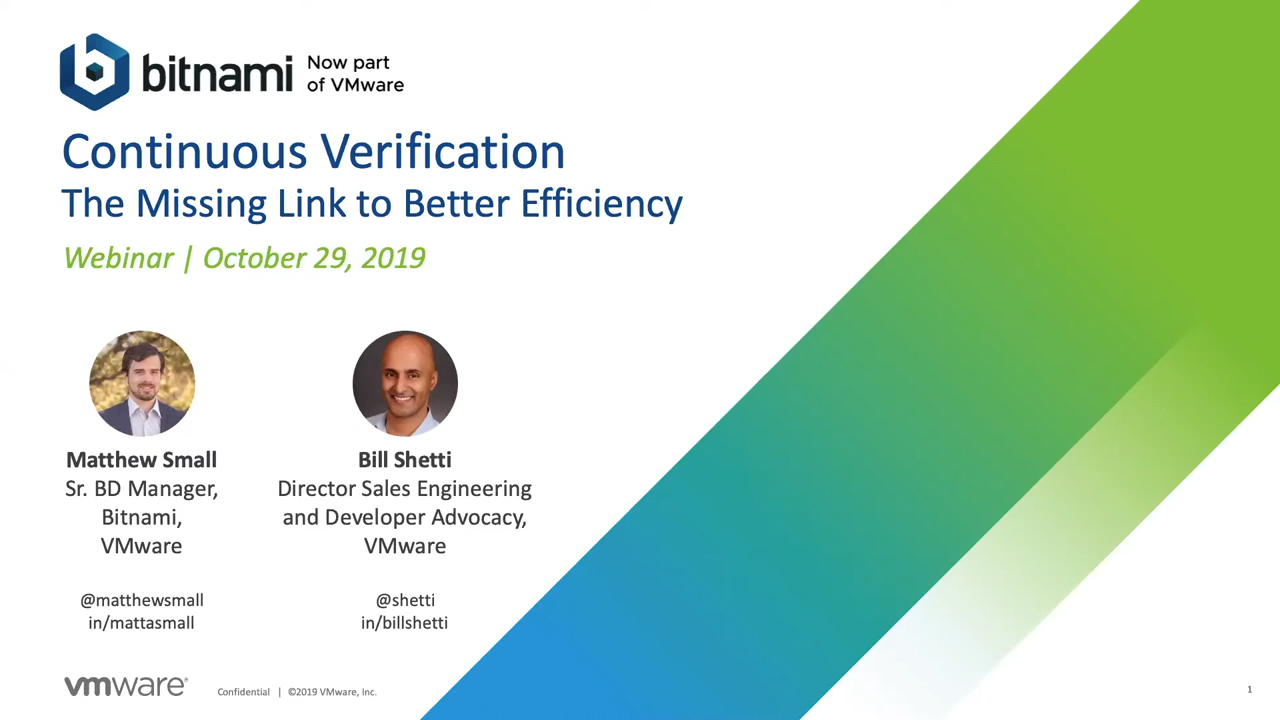 bitnami
Now part
of VMware
Continuous Verification
The Missing Link to Better Efficiency
Webinar | October 29, 2019
Matthew Small
Sr. BD Manager,
Bitnami,
VMware
@matthewsmall
in/mattasmall
Bill Shetti
Director Sales Engineering
and Developer Advocacy,
VMware
@shetti
in/billshetti
vmware®
Confidential | ©2019 VMware, Inc.
1